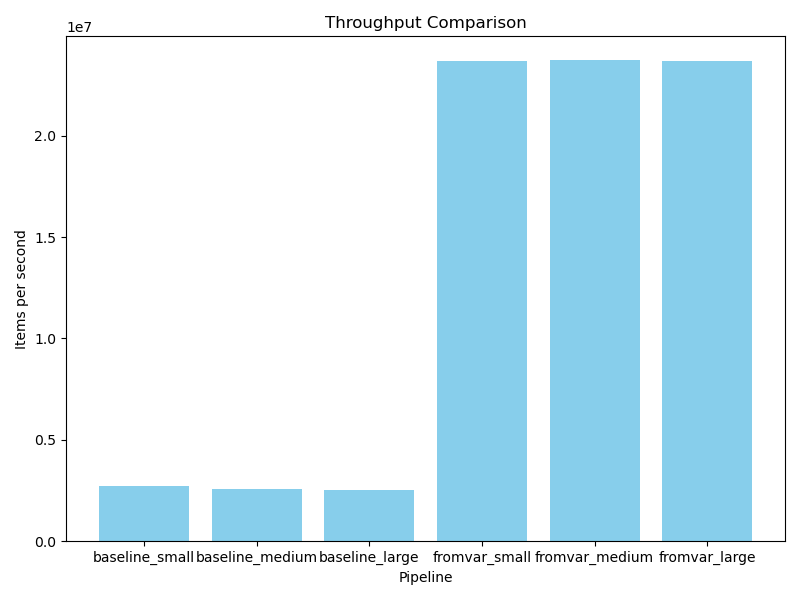 Throughput Comparison
1e7
2.0
1.5
1.0
0.5
0.0
Items per second
baseline_small baseline_medium baseline_large fromvar_small fromvar_medium fromvar_large
Pipeline